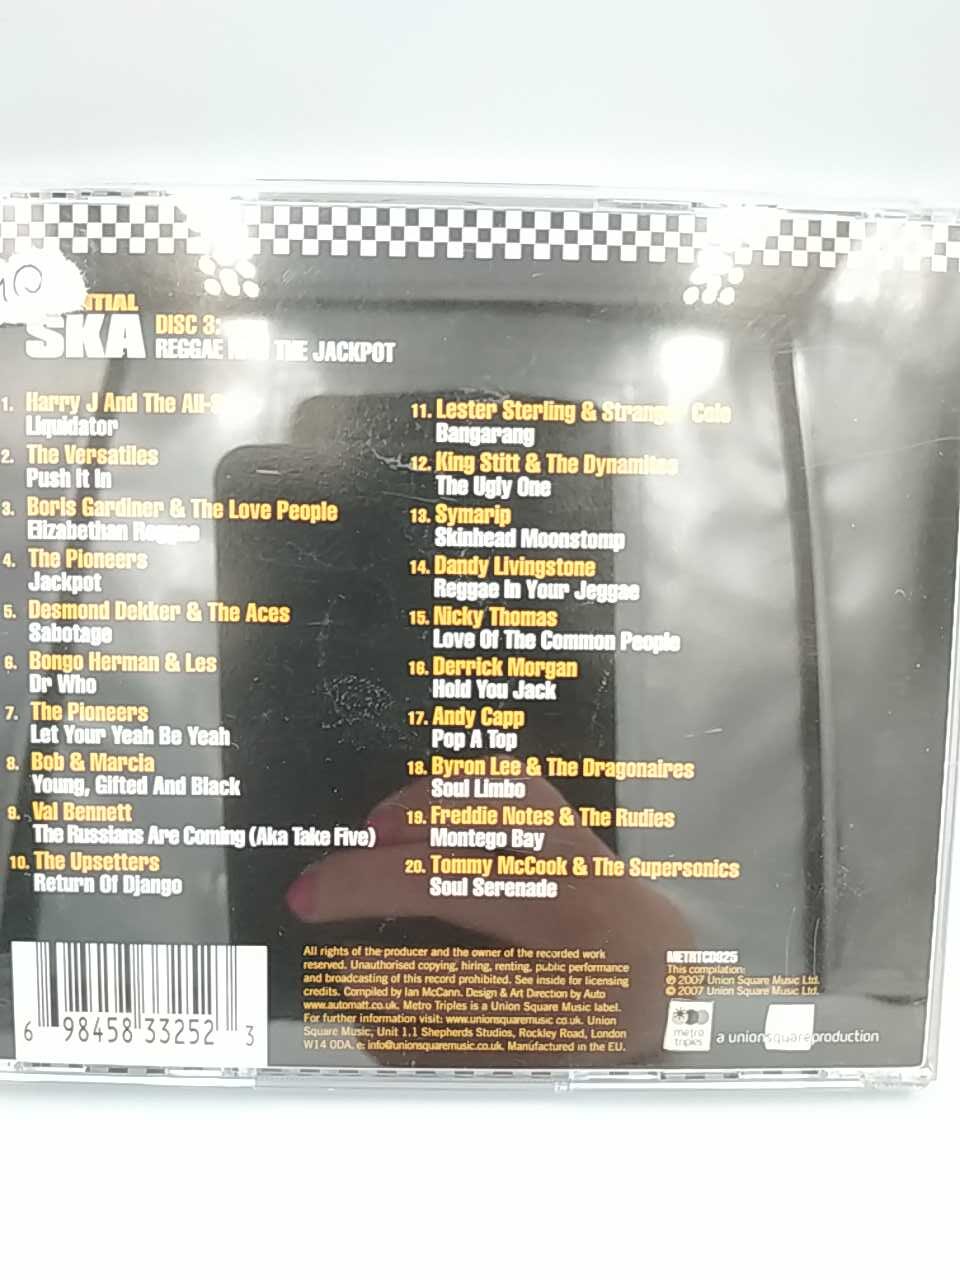 10
NTIAL
SKA
DISC 3:
REGGAE THE JACKPOT
1. Harry J And The All-S
Liquidator
2. The Versatiles
Push It In
3. Boris Gardiner & The Love People
Elizabethan Reggae
4. The Pioneers
Jackpot
5. Desmond Dekker & The Aces
Sabotage
6. Bongo Herman & Les
Dr Who
7. The Pioneers
Let Your Yeah Be Yeah
8. Bob & Marcia
Young, Gifted And Black
9. Val Bennett
The Russians Are Coming (Aka Take Five)
10. The Upsetters
Return Of Django
11. Lester Sterling & Stranger Cole
Bangarang
12. King Stitt & The Dynamites
The Ugly One
13. Symarip
Skinhead Moonstomp
14. Dandy Livingstone
Reggae In Your Jeggae
15. Nicky Thomas
Love Of The Common People
16. Derrick Morgan
Hold You Jack
17. Andy Capp
Pop A Top
18. Byron Lee & The Dragonaires
Soul Limbo
19. Freddie Notes & The Rudies
Montego Bay
20. Tommy McCook & The Supersonics
Soul Serenade
6 98458 33252 3
All rights of the producer and the owner of the recorded work
reserved. Unauthorised copying, hiring, renting, public performance
and broadcasting of this record prohibited. See inside for licensing
credits. Compiled by Ian McCann. Design & Art Direction by Auto
www.automatt.co.uk. Metro Triples is a Union Square Music label.
For further information visit: www.unionsquaremusic.co.uk. Union
Square Music, Unit 1.1 Shepherds Studios, Rockley Road, London
W14 0DA. e: info@unionsquaremusic.co.uk. Manufactured in the EU.
METRTCD825
This compilation:
℗ 2007 Union Square Music Ltd.
© 2007 Union Square Music Ltd.
metro
triples
a unionsquareproduction